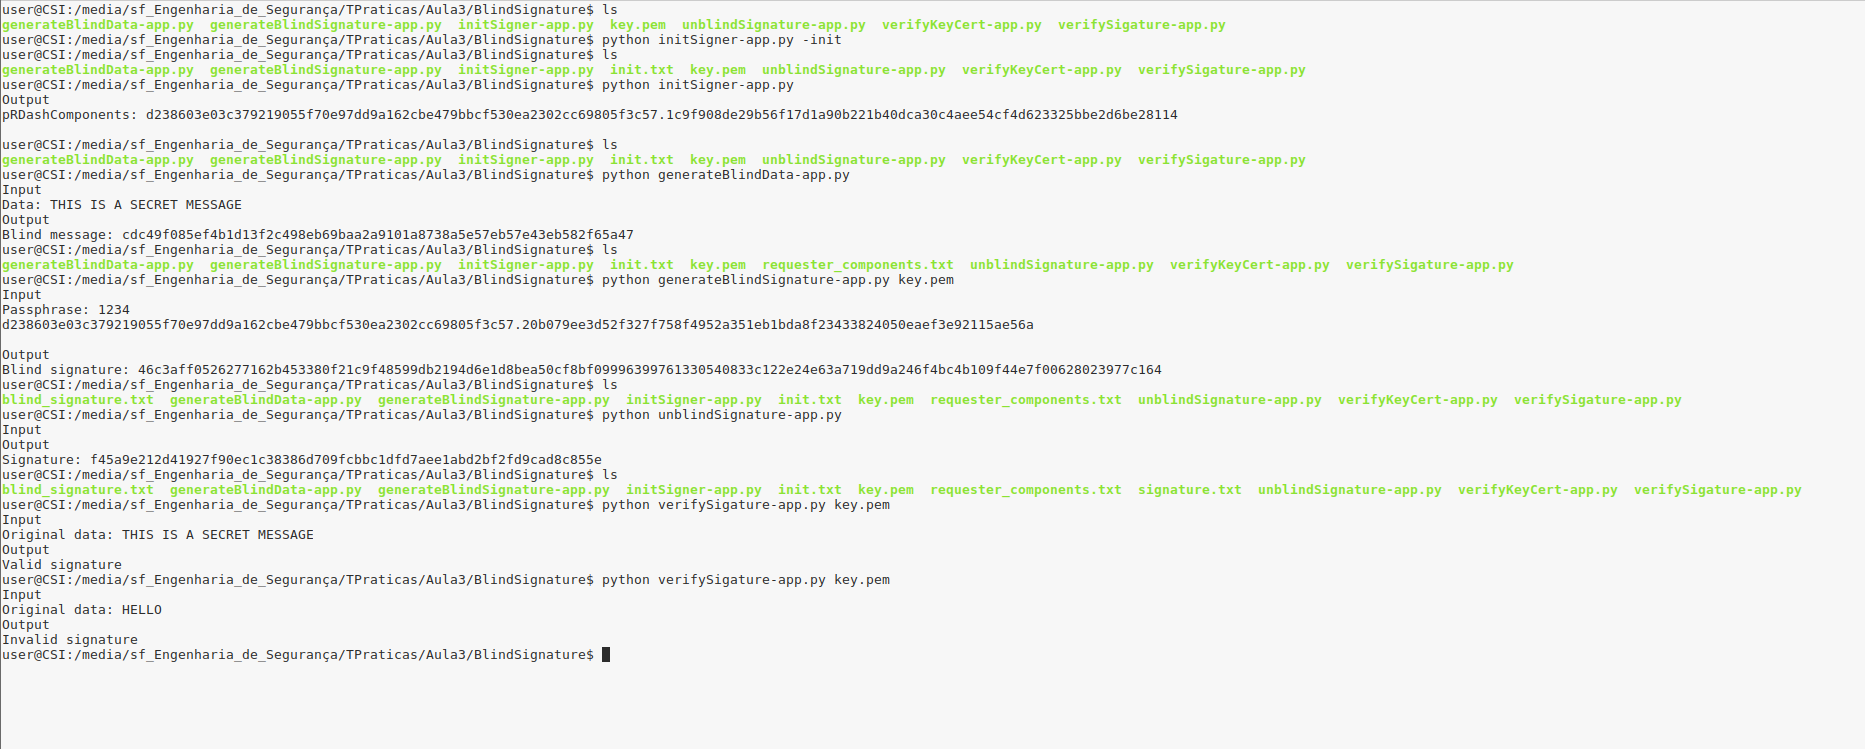 user@CSI:/media/sf_Engenharia_de_Segurança/TPraticas/Aula3/BlindSignature$ ls
generateBlindData-app.py  generateBlindSignature-app.py  initSigner-app.py  key.pem  unblindSignature-app.py  verifyKeyCert-app.py  verifySigature-app.py
user@CSI:/media/sf_Engenharia_de_Segurança/TPraticas/Aula3/BlindSignature$ python initSigner-app.py -init
user@CSI:/media/sf_Engenharia_de_Segurança/TPraticas/Aula3/BlindSignature$ ls
generateBlindData-app.py  generateBlindSignature-app.py  initSigner-app.py  init.txt  key.pem  unblindSignature-app.py  verifyKeyCert-app.py  verifySigature-app.py
user@CSI:/media/sf_Engenharia_de_Segurança/TPraticas/Aula3/BlindSignature$ python initSigner-app.py
Output
pRDashComponents: d238603e03c379219055f70e97dd9a162cbe479bbcf530ea2302cc69805f3c57.1c9f908de29b56f17d1a90b221b40dca30c4aee54cf4d623325bbe2d6be28114
user@CSI:/media/sf_Engenharia_de_Segurança/TPraticas/Aula3/BlindSignature$ ls
generateBlindData-app.py  generateBlindSignature-app.py  initSigner-app.py  init.txt  key.pem  unblindSignature-app.py  verifyKeyCert-app.py  verifySigature-app.py
user@CSI:/media/sf_Engenharia_de_Segurança/TPraticas/Aula3/BlindSignature$ python generateBlindData-app.py
Input
Data: THIS IS A SECRET MESSAGE
Output
Blind message: cdc49f085ef4b1d13f2c498eb69baa2a9101a8738a5e57eb57e43eb582f65a47
user@CSI:/media/sf_Engenharia_de_Segurança/TPraticas/Aula3/BlindSignature$ ls
generateBlindData-app.py  generateBlindSignature-app.py  initSigner-app.py  init.txt  key.pem  requester_components.txt  unblindSignature-app.py  verifyKeyCert-app.py  verifySigature-app.py
user@CSI:/media/sf_Engenharia_de_Segurança/TPraticas/Aula3/BlindSignature$ python generateBlindSignature-app.py key.pem
Input
Passphrase: 1234
d238603e03c379219055f70e97dd9a162cbe479bbcf530ea2302cc69805f3c57.20b079ee3d52f327f758f4952a351eb1bda8f23433824050eaef3e92115ae56a
Output
Blind signature: 46c3aff0526277162b453380f21c9f48599db2194d6e1d8bea50cf8bf09996399761330540833c122e24e63a719dd9a246f4bc4b109f44e7f00628023977c164
user@CSI:/media/sf_Engenharia_de_Segurança/TPraticas/Aula3/BlindSignature$ ls
blind_signature.txt  generateBlindData-app.py  generateBlindSignature-app.py  initSigner-app.py  init.txt  key.pem  requester_components.txt  unblindSignature-app.py  verifyKeyCert-app.py  verifySigature-app.py
user@CSI:/media/sf_Engenharia_de_Segurança/TPraticas/Aula3/BlindSignature$ python unblindSignature-app.py
Input
Output
Signature: f45a9e212d41927f90ec1c38386d709fcbbc1dfd7aee1abd2bf2fd9cad8c855e
user@CSI:/media/sf_Engenharia_de_Segurança/TPraticas/Aula3/BlindSignature$ ls
blind_signature.txt  generateBlindData-app.py  generateBlindSignature-app.py  initSigner-app.py  init.txt  key.pem  requester_components.txt  signature.txt  unblindSignature-app.py  verifyKeyCert-app.py  verifySigature-app.py
user@CSI:/media/sf_Engenharia_de_Segurança/TPraticas/Aula3/BlindSignature$ python verifySigature-app.py key.pem
Input
Original data: THIS IS A SECRET MESSAGE
Output
Valid signature
user@CSI:/media/sf_Engenharia_de_Segurança/TPraticas/Aula3/BlindSignature$ python verifySigature-app.py key.pem
Input
Original data: HELLO
Output
Invalid signature
user@CSI:/media/sf_Engenharia_de_Segurança/TPraticas/Aula3/BlindSignature$